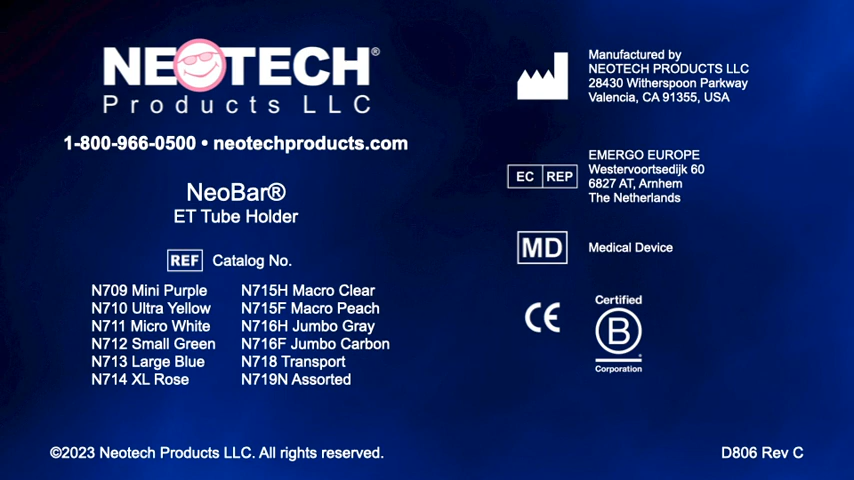 NEOTECH®
Products LLC
1-800-966-0500 • neotechproducts.com
NeoBar®
ET Tube Holder
REF Catalog No.
N709 Mini Purple
N710 Ultra Yellow
N711 Micro White
N712 Small Green
N713 Large Blue
N714 XL Rose
N715H Macro Clear
N715F Macro Peach
N716H Jumbo Gray
N716F Jumbo Carbon
N718 Transport
N719N Assorted
Manufactured by
NEOTECH PRODUCTS LLC
28430 Witherspoon Parkway
Valencia, CA 91355, USA
EC REP
EMERGO EUROPE
Westervoortsedijk 60
6827 AT, Arnhem
The Netherlands
MD Medical Device
CE
Certified
B
Corporation
©2023 Neotech Products LLC. All rights reserved.
D806 Rev C